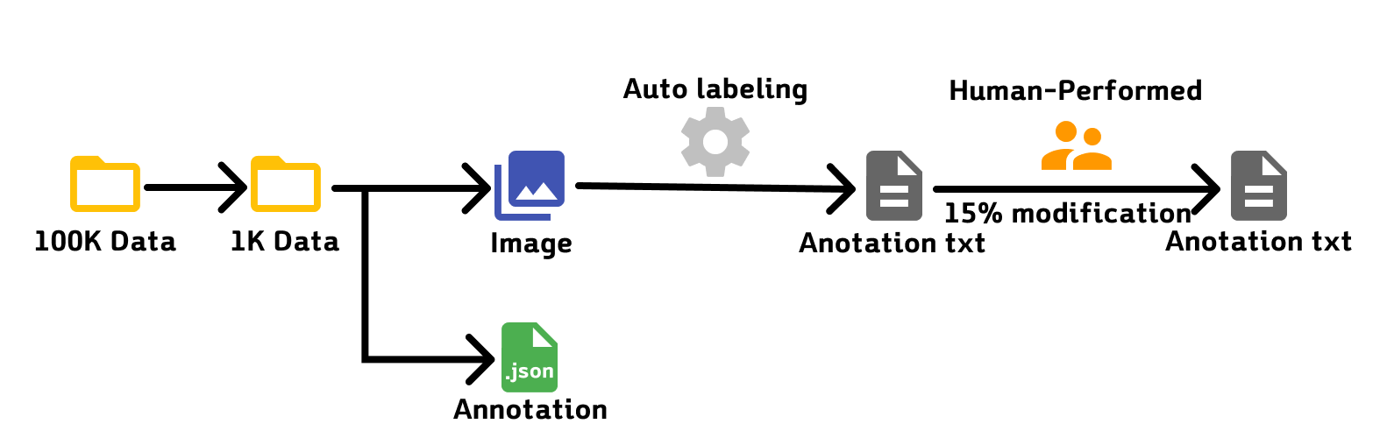 Auto labeling
Human-Performed
15% modification
100K Data
1K Data
Image
Anotation txt
Anotation txt
.json
Annotation